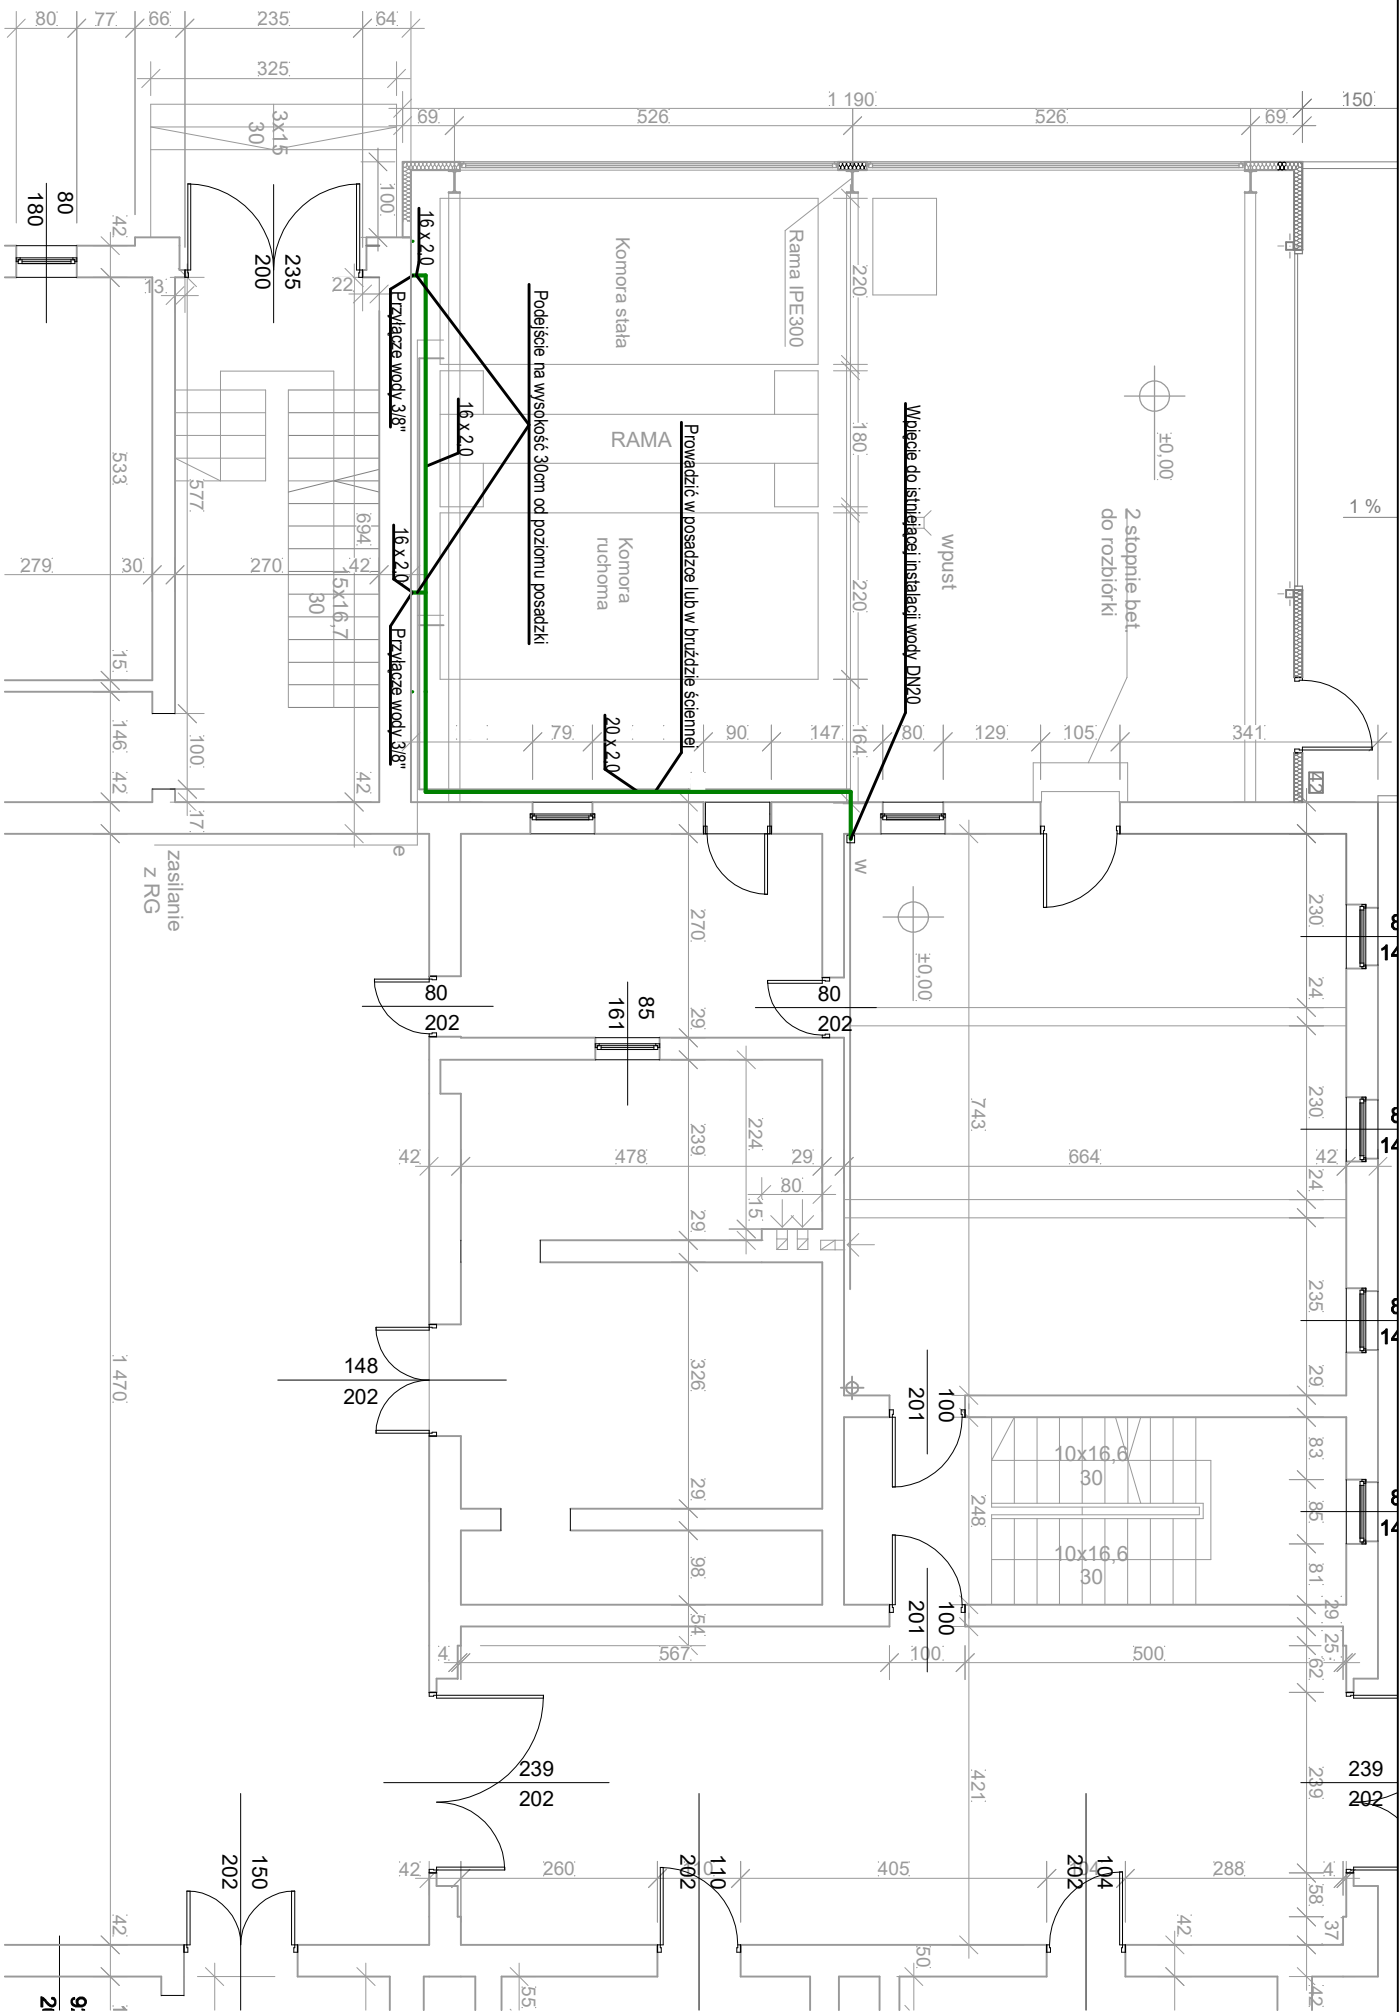 80 77 66 235 64
325
1 190 150
69 526 526 69
3x15
30
100
80
180
42
235
200
13
22
16 x 2.0
Przyłącze wody 3/8"
Komora stała
Rama IPE300
220
Podejście na wysokość 30cm od poziomu posadzki
16 x 2.0
RAMA
180
Prowadzić w posadzce lub w bruździe ściennej
Wpięcie do istniejącej instalacji wody DN20
±0,00
1 %
533
577
694
16 x 2.0
Komora
ruchoma
wpust
2 stopnie bet.
do rozbiórki
279 30 270 42
15x16,7
30
220
Przyłącze wody 3/8"
15
146
100
42
17
42
20 x 2.0
79 90 147 164 80 129 105 341
42
e
w
zasilanie
z RG
270
±0,00
230
80
202
85
161
29
80
202
24
743
224
239
230
42 478 29 664 42
80
15
24
29
235
1 470
148
202
326
100
201
29
10x16,6
30
83
29
248
85
10x16,6
30
98
81
100
201
54
29
25
62
4 567 100 500
239
202
421
239
239
202
42 260 405 288 4
150
202
110
202
104
202
58
42
37
42
50
55
42